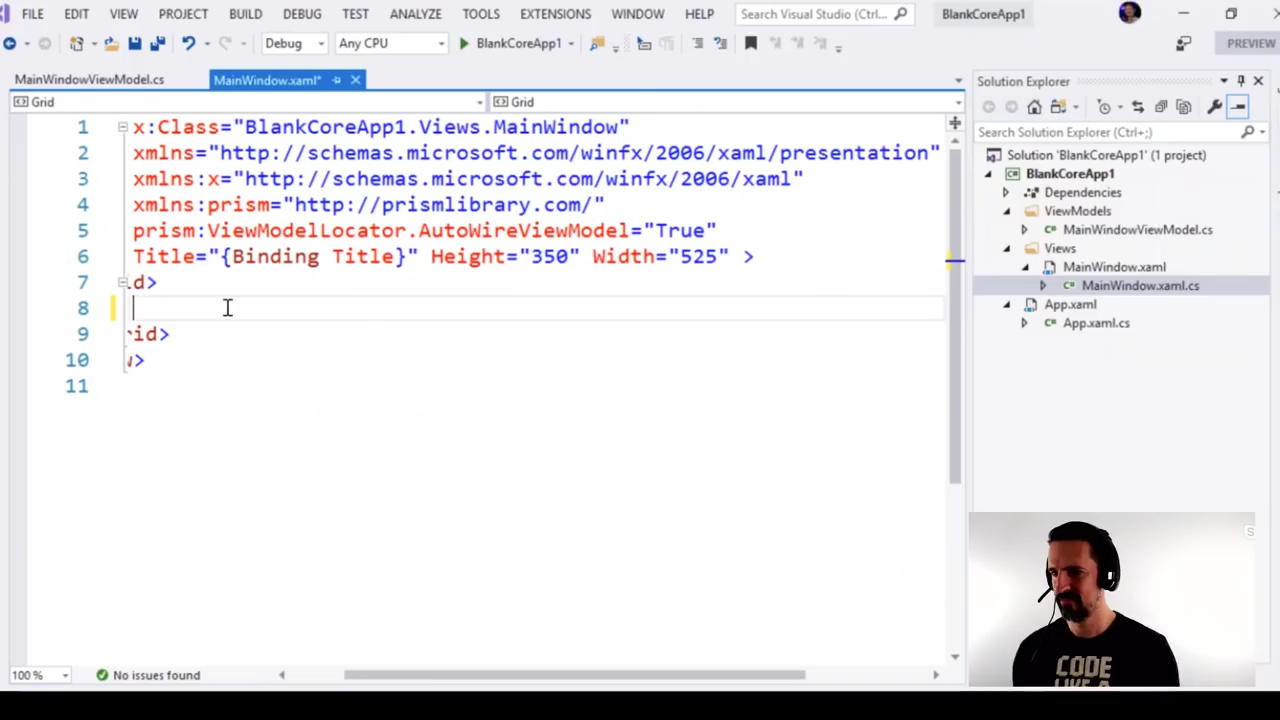 FILE EDIT VIEW PROJECT BUILD DEBUG TEST ANALYZE TOOLS EXTENSIONS WINDOW HELP Search Visual Studio (Ctrl+;) BlankCoreApp1
Debug Any CPU BlankCoreApp1 PREVIEW
MainWindowViewModel.cs MainWindow.xaml*
Grid Grid
1 x:Class="BlankCoreApp1.Views.MainWindow"
2 xmlns="http://schemas.microsoft.com/winfx/2006/xaml/presentation"
3 xmlns:x="http://schemas.microsoft.com/winfx/2006/xaml"
4 xmlns:prism="http://prismlibrary.com/"
5 prism:ViewModelLocator.AutoWireViewModel="True"
6 Title="{Binding Title}" Height="350" Width="525" >
7 d>
8
9 id>
10 >
11
100 % No issues found
Solution Explorer
Search Solution Explorer (Ctrl+;)
Solution 'BlankCoreApp1' (1 project)
BlankCoreApp1
Dependencies
ViewModels
MainWindowViewModel.cs
Views
MainWindow.xaml
MainWindow.xaml.cs
App.xaml
App.xaml.cs
S
CODE
LIKE A